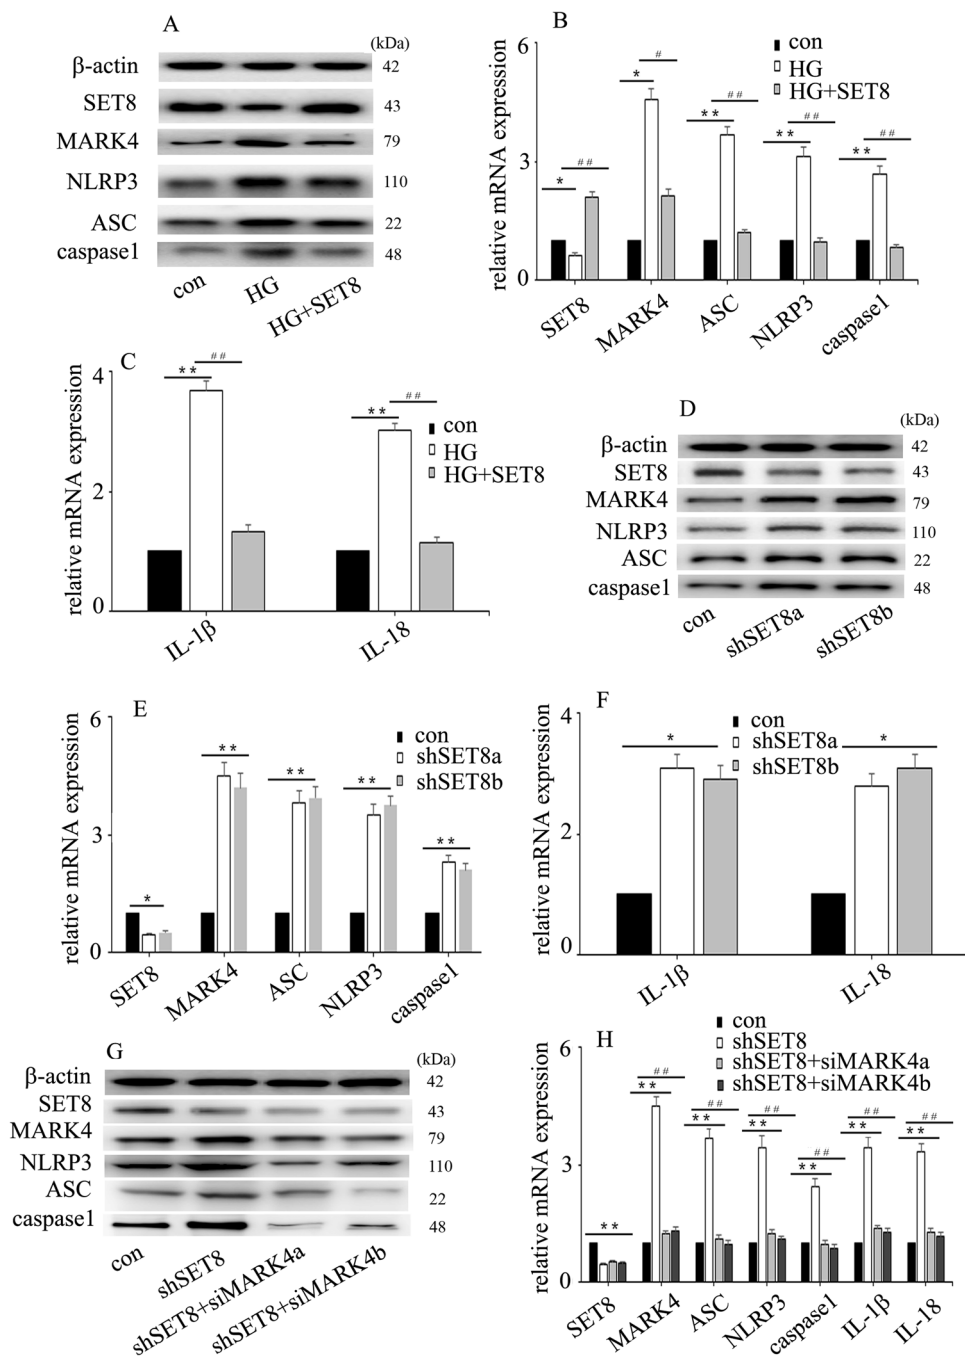 A
(kDa)
β-actin
42
SET8
43
MARK4
79
NLRP3
110
ASC
22
caspase1
48
con
HG
HG+SET8
B
relative mRNA expression
6
3
0
con
HG
HG+SET8
*
##
*
#
**
##
**
##
**
##
SET8
MARK4
ASC
NLRP3
caspase1
C
relative mRNA expression
4
2
0
**
##
**
##
con
HG
HG+SET8
IL-1β
IL-18
D
(kDa)
β-actin
42
SET8
43
MARK4
79
NLRP3
110
ASC
22
caspase1
48
con
shSET8a
shSET8b
E
relative mRNA expression
6
3
0
con
shSET8a
shSET8b
*
**
**
**
**
SET8
MARK4
ASC
NLRP3
caspase1
F
relative mRNA expression
4
2
0
con
shSET8a
shSET8b
*
*
IL-1β
IL-18
G
(kDa)
β-actin
42
SET8
43
MARK4
79
NLRP3
110
ASC
22
caspase1
48
con
shSET8
shSET8+siMARK4a
shSET8+siMARK4b
H
relative mRNA expression
6
3
0
con
shSET8
shSET8+siMARK4a
shSET8+siMARK4b
**
**
##
**
##
**
##
**
##
**
##
**
##
SET8
MARK4
ASC
NLRP3
caspase1
IL-1β
IL-18